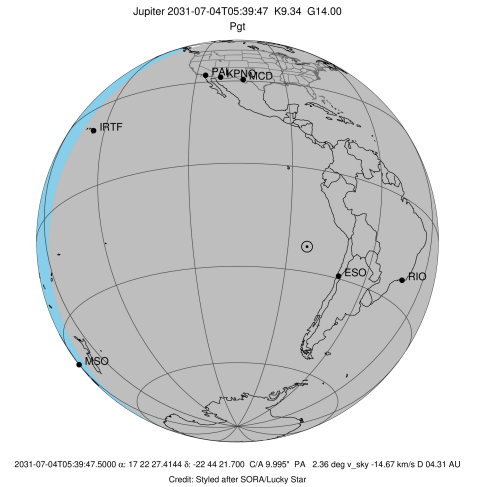 Jupiter 2031-07-04T05:39:47  K9.34  G14.00
Pgt
PAL KPNO MCD
IRTF
ESO
RIO
MSO
2031-07-04T05:39:47.5000 α: 17 22 27.4144 δ: -22 44 21.700  C/A 9.995"  PA   2.36 deg v_sky -14.67 km/s D 04.31 AU
Credit: Styled after SORA/Lucky Star